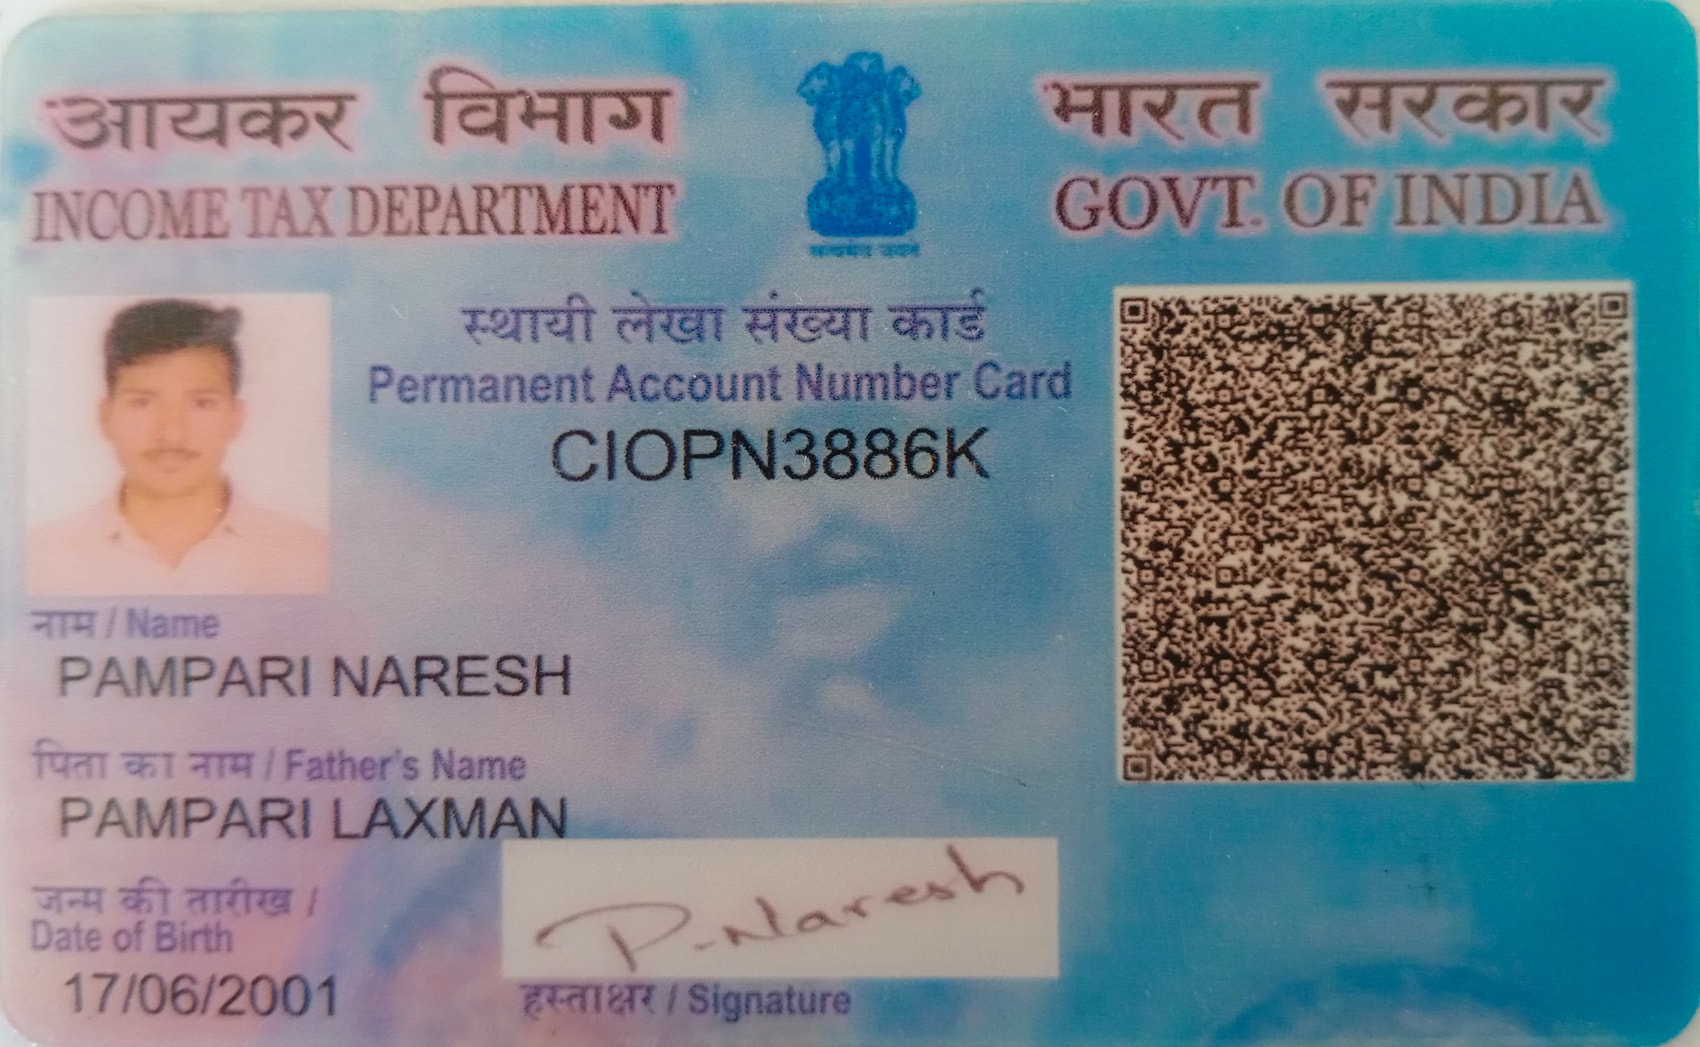 आयकर विभाग
INCOME TAX DEPARTMENT
सत्यमेव जयते
भारत सरकार
GOVT. OF INDIA
स्थायी लेखा संख्या कार्ड
Permanent Account Number Card
CIOPN3886K
नाम / Name
PAMPARI NARESH
पिता का नाम / Father's Name
PAMPARI LAXMAN
जन्म की तारीख /
Date of Birth
17/06/2001
P.Naresh
हस्ताक्षर / Signature